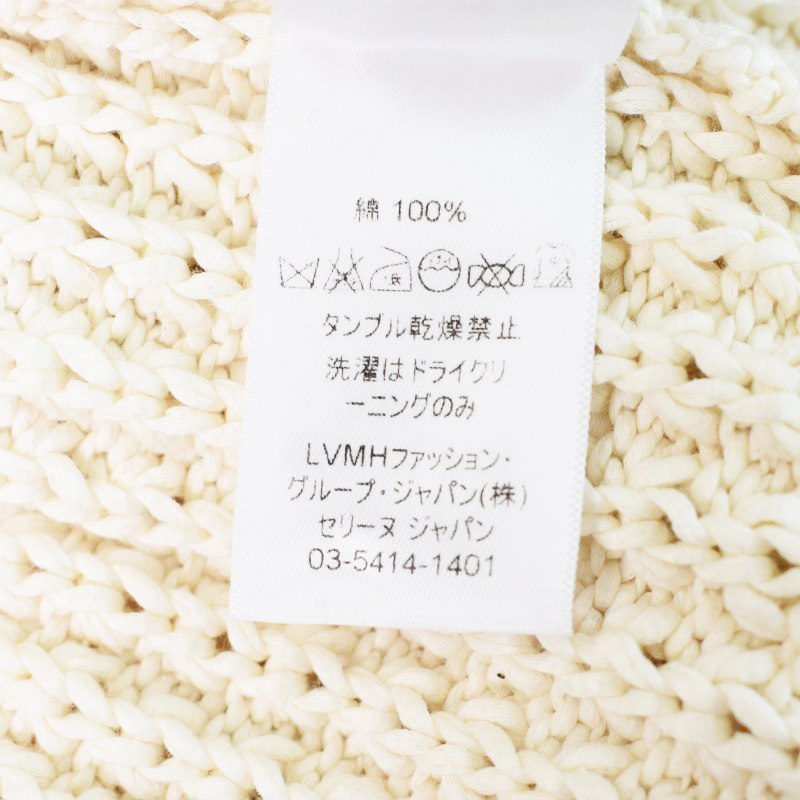 綿 100%
タンブル乾燥禁止
洗濯はドライクリ
ーニングのみ
LVMHファッション・
グループ・ジャパン(株)
セリーヌ ジャパン
03-5414-1401